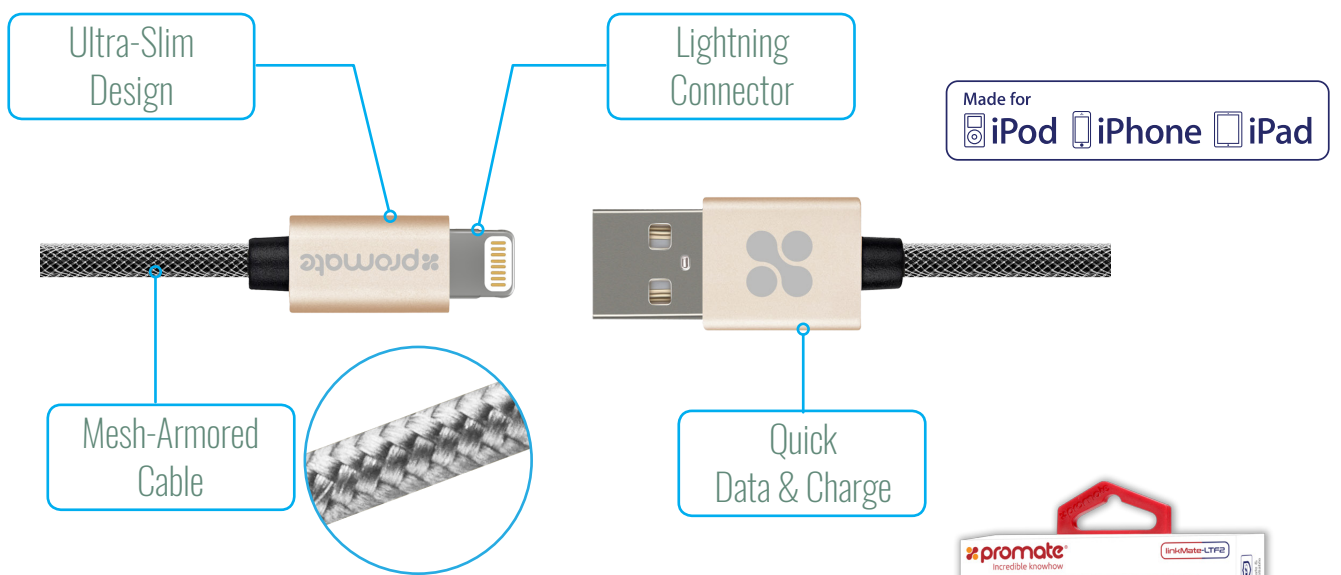 Ultra-Slim
Design
Lightning
Connector
Made for
iPod iPhone iPad
promate
Mesh-Armored
Cable
Quick
Data & Charge
promate
Incredible knowhow
linkMate-LTF2